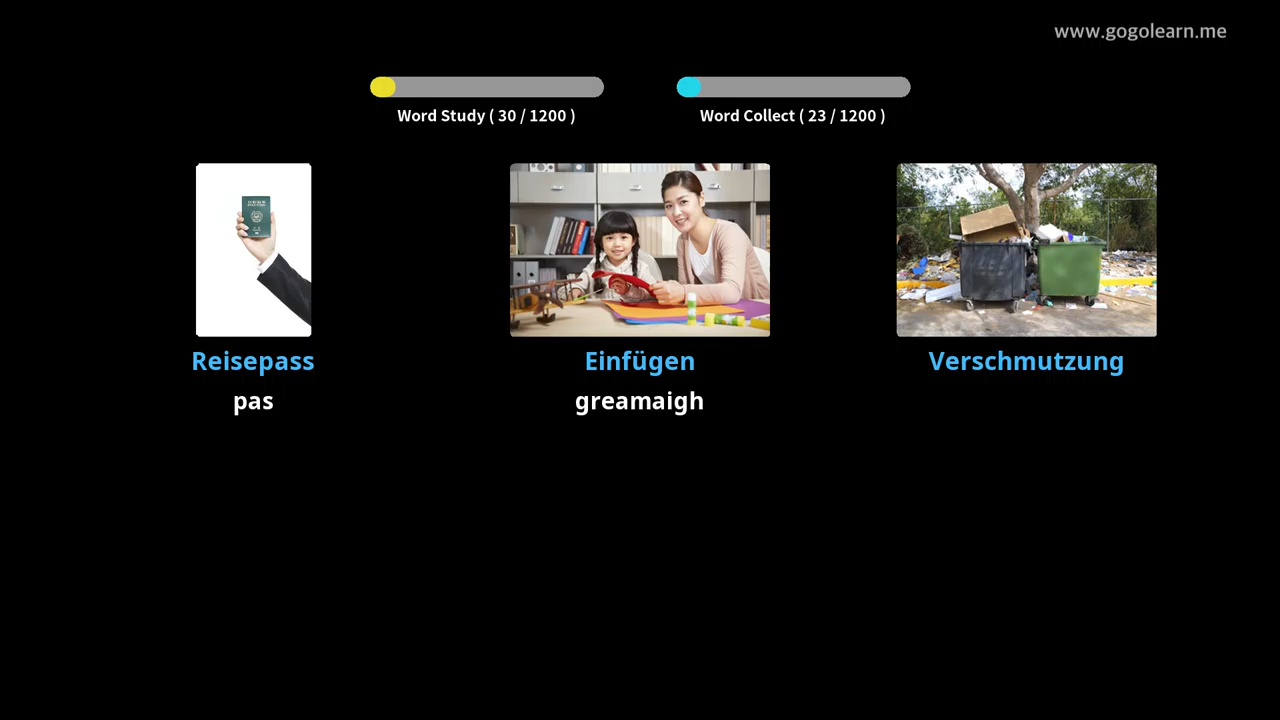 www.gogolearn.me
Word Study ( 30 / 1200 )
Word Collect ( 23 / 1200 )
Reisepass
Einfügen
Verschmutzung
pas
greamaigh